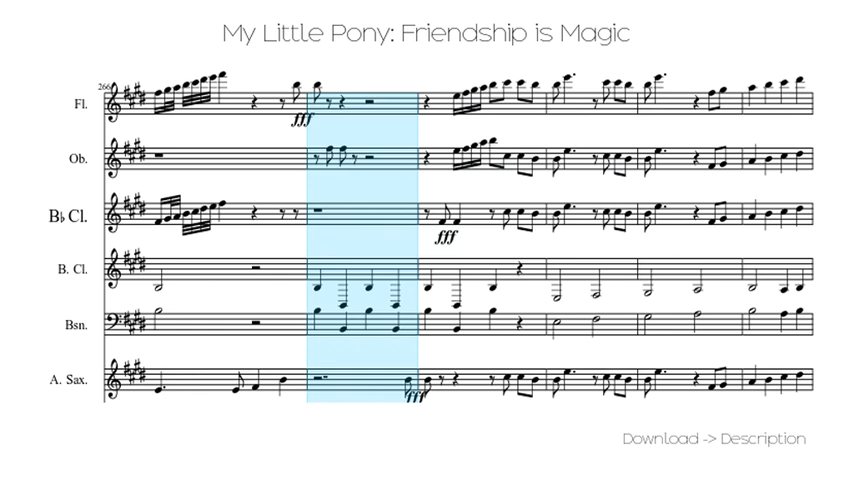 My Little Pony: Friendship is Magic
266
Fl.
fff
Ob.
B♭ Cl.
fff
B. Cl.
Bsn.
A. Sax.
fff
Download -> Description